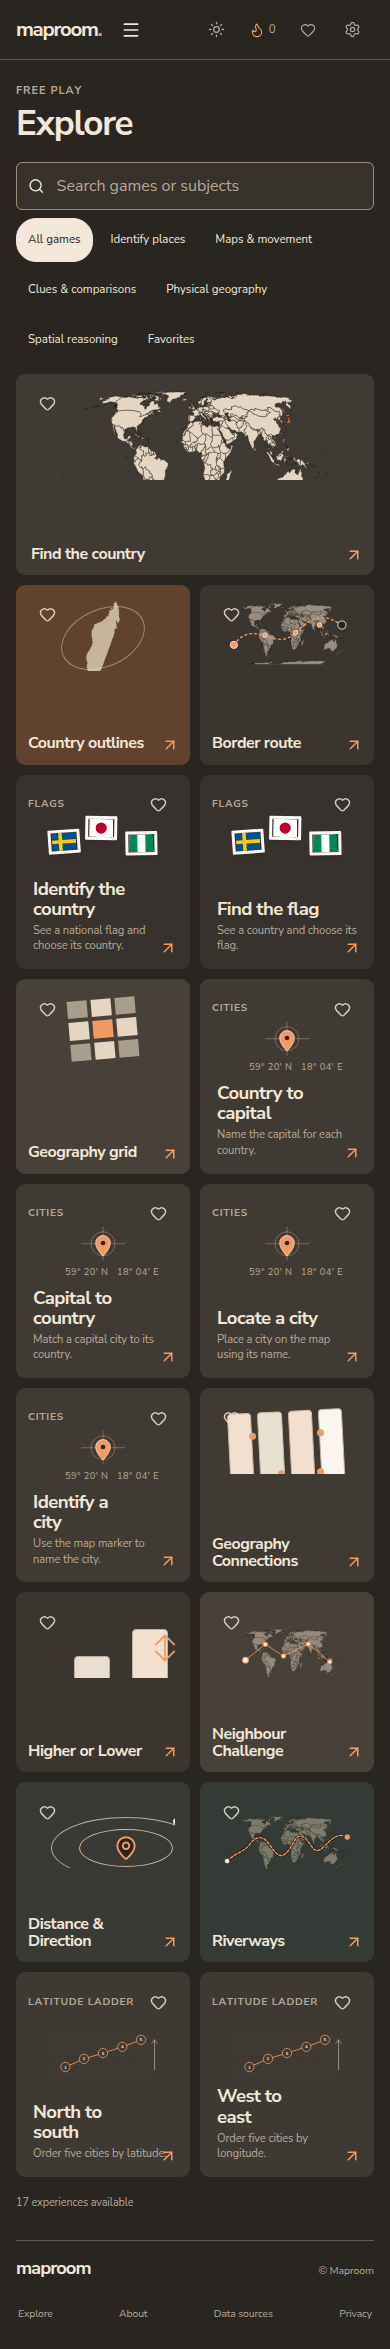 maproom.
0
FREE PLAY
Explore
Search games or subjects
All games
Identify places
Maps & movement
Clues & comparisons
Physical geography
Spatial reasoning
Favorites
Find the country
Country outlines
Border route
FLAGS
Identify the
country
See a national flag and
choose its country.
FLAGS
Find the flag
See a country and choose its
flag.
Geography grid
CITIES
59° 20' N 18° 04' E
Country to
capital
Name the capital for each
country.
CITIES
59° 20' N 18° 04' E
Capital to
country
Match a capital city to its
country.
CITIES
59° 20' N 18° 04' E
Locate a city
Place a city on the map
using its name.
CITIES
59° 20' N 18° 04' E
Identify a
city
Use the map marker to
name the city.
Geography
Connections
Higher or Lower
Neighbour
Challenge
Distance &
Direction
Riverways
LATITUDE LADDER
North to
south
Order five cities by latitude.
LATITUDE LADDER
West to
east
Order five cities by
longitude.
17 experiences available
maproom
© Maproom
Explore
About
Data sources
Privacy